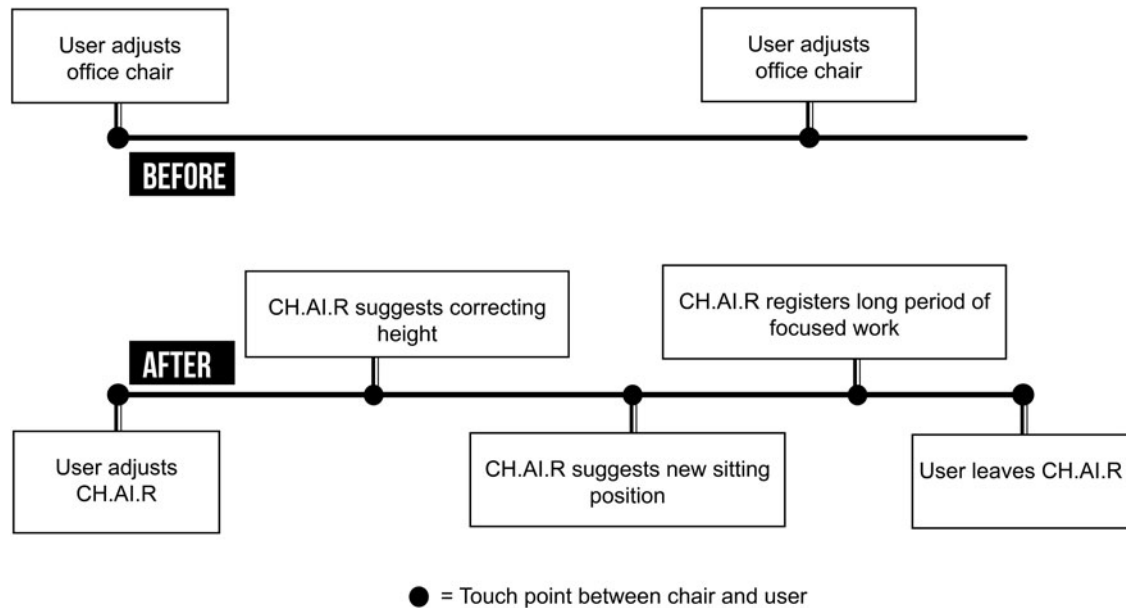 User adjusts
office chair
User adjusts
office chair
BEFORE
CH.AI.R suggests correcting
height
CH.AI.R registers long period of
focused work
AFTER
User adjusts
CH.AI.R
CH.AI.R suggests new sitting
position
User leaves CH.AI.R
= Touch point between chair and user